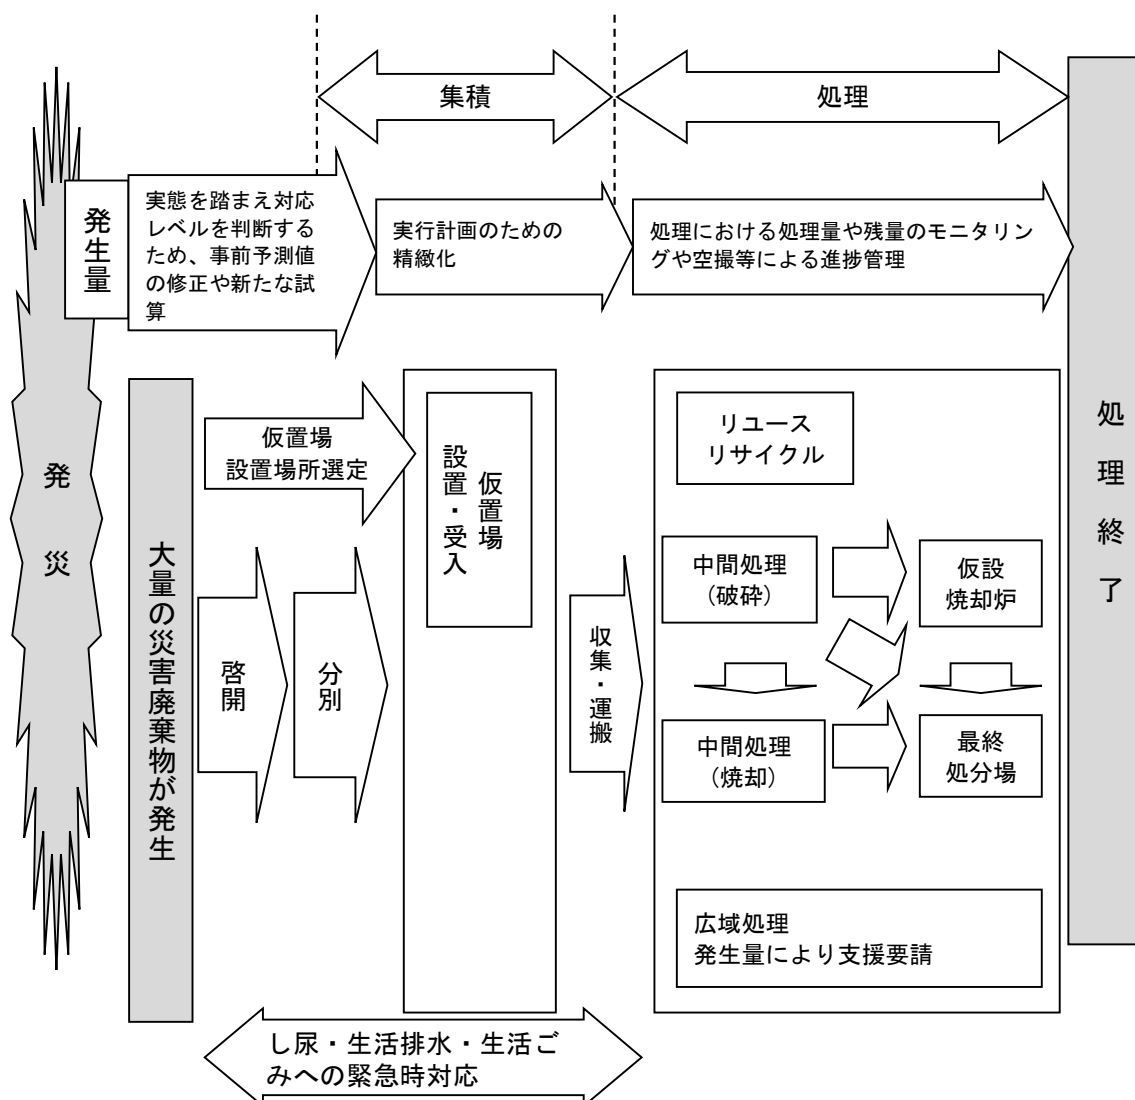 集積
処理
発生量
実態を踏まえ対応
レベルを判断する
ため、事前予測値
の修正や新たな試
算
実行計画のための
精緻化
処理における処理量や残量のモニタリン
グや空撮等による進捗管理
発災
大量の災害廃棄物が発生
仮置場
設置場所選定
啓開
分別
仮置場
設置・受入
収集・運搬
リユース
リサイクル
中間処理
（破砕）
仮設
焼却炉
中間処理
（焼却）
最終
処分場
広域処理
発生量により支援要請
処理終了
し尿・生活排水・生活ご
みへの緊急時対応